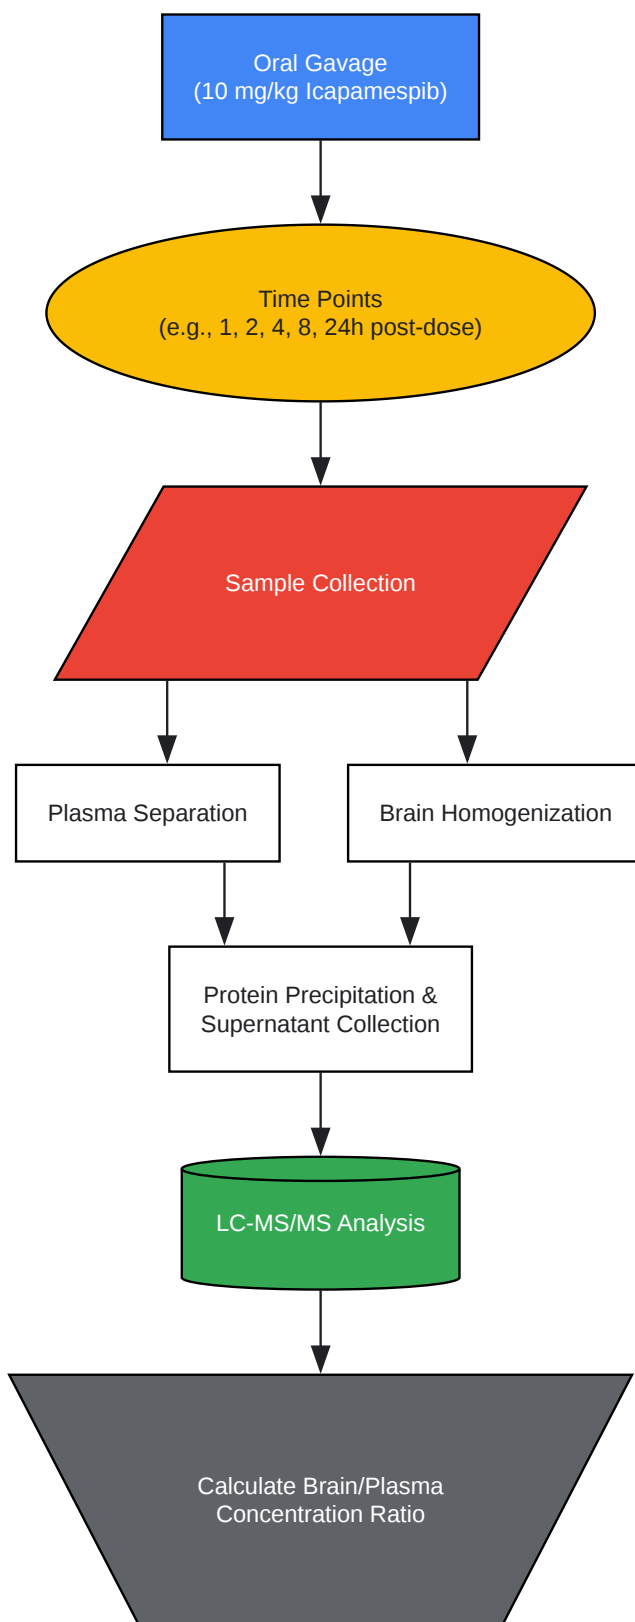 Oral Gavage
(10 mg/kg Icapamespib)
Time Points
(e.g., 1, 2, 4, 8, 24h post-dose)
Sample Collection
Plasma Separation
Brain Homogenization
Protein Precipitation &
Supernatant Collection
LC-MS/MS Analysis
Calculate Brain/Plasma
Concentration Ratio